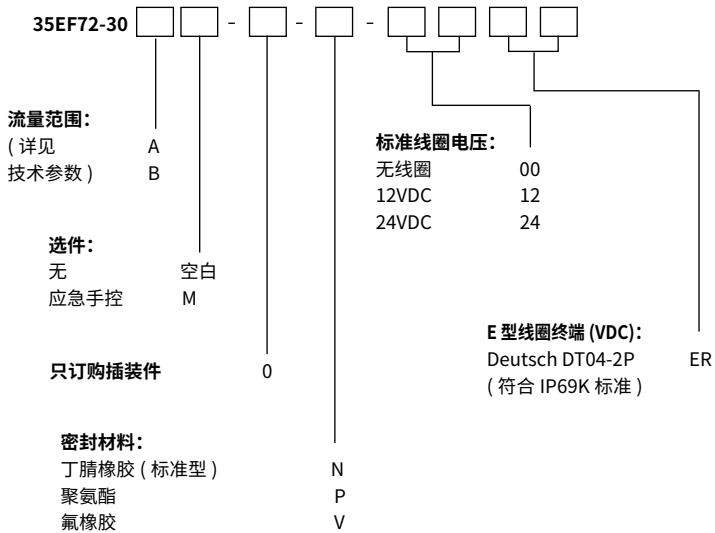 35EF72-30 - - -
流量范围：
( 详见 A
技术参数 ) B
标准线圈电压：
无线圈 00
12VDC 12
24VDC 24
选件：
无 空白
应急手控 M
E 型线圈终端 (VDC)：
Deutsch DT04-2P ER
( 符合 IP69K 标准 )
只订购插装件 0
密封材料：
丁腈橡胶 ( 标准型 ) N
聚氨酯 P
氟橡胶 V